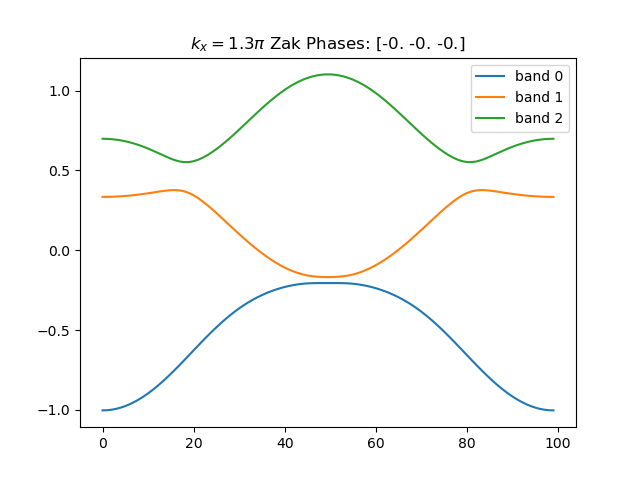 $k_x = 1.3\pi$ Zak Phases: [-0. -0. -0.]
band 0
band 1
band 2
1.0
0.5
0.0
−0.5
−1.0
0 20 40 60 80 100